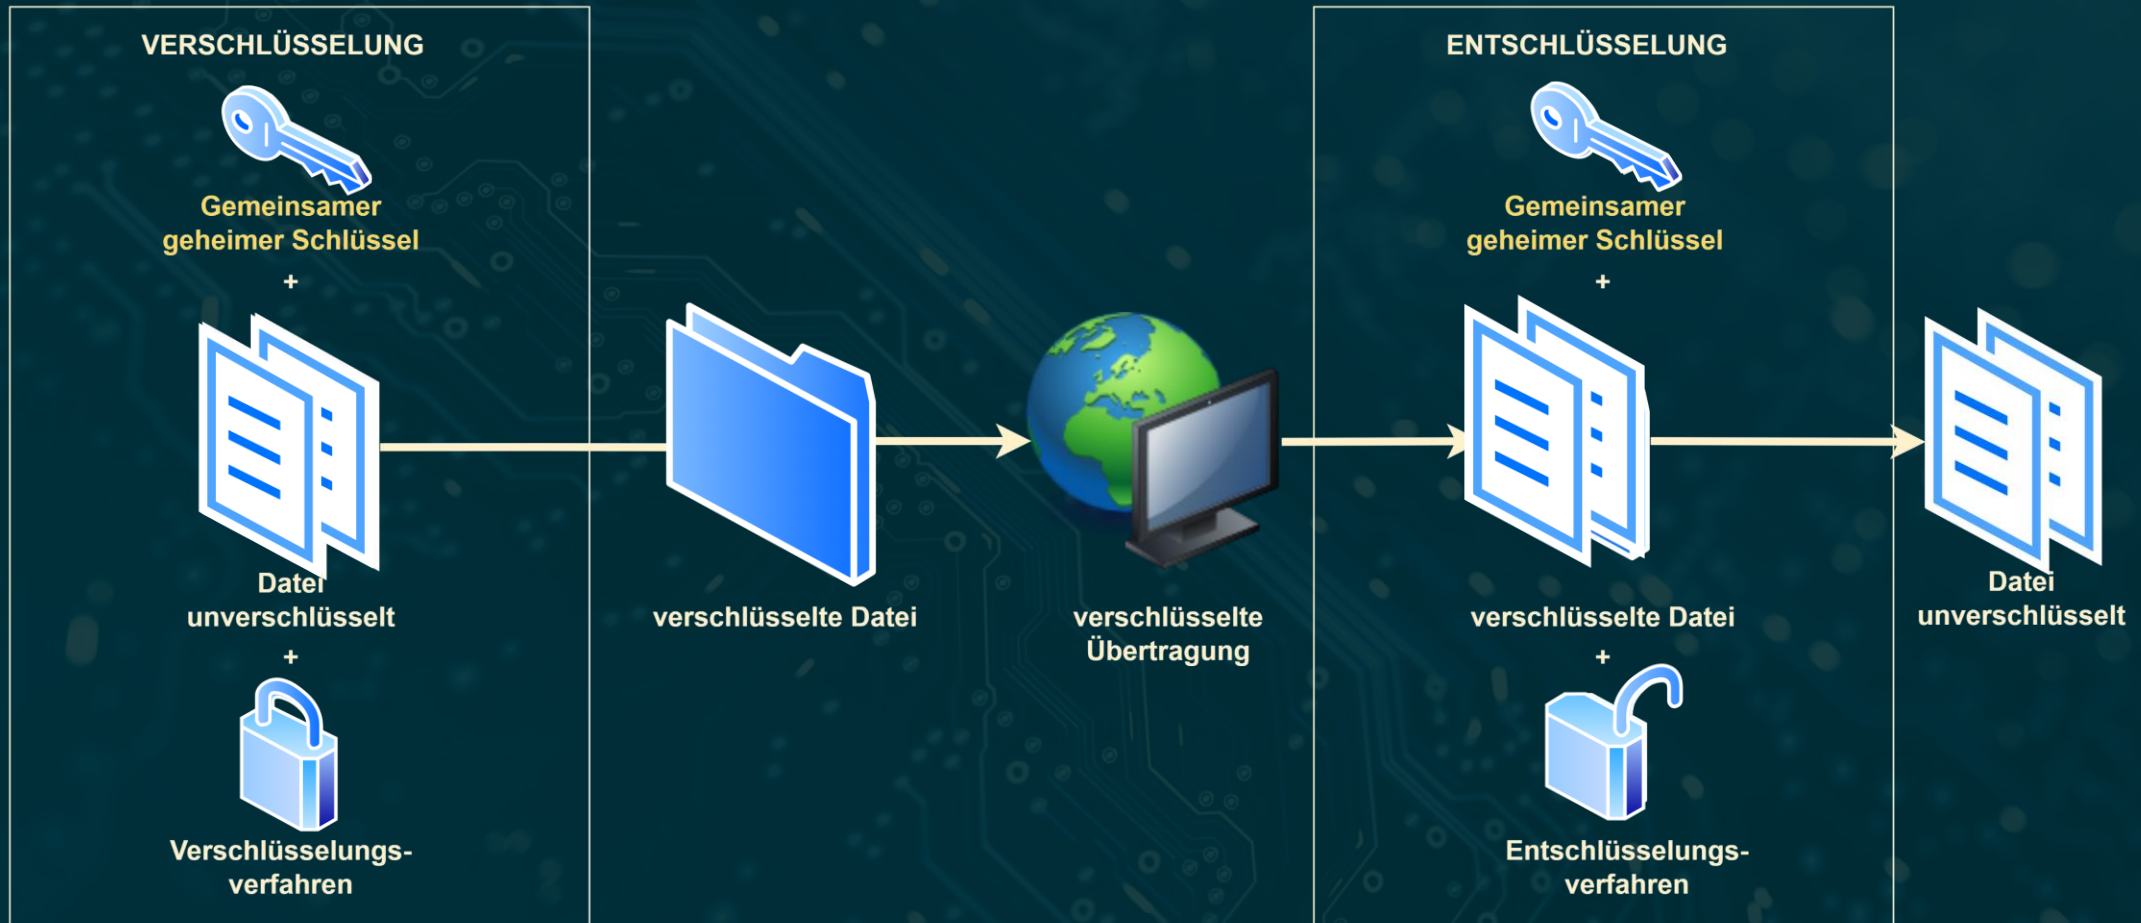 VERSCHLÜSSELUNG
Gemeinsamer
geheimer Schlüssel
+
Datei
unverschlüsselt
+
Verschlüsselungs-
verfahren
verschlüsselte Datei
verschlüsselte
Übertragung
ENTSCHLÜSSELUNG
Gemeinsamer
geheimer Schlüssel
+
verschlüsselte Datei
+
Entschlüsselungs-
verfahren
Datei
unverschlüsselt